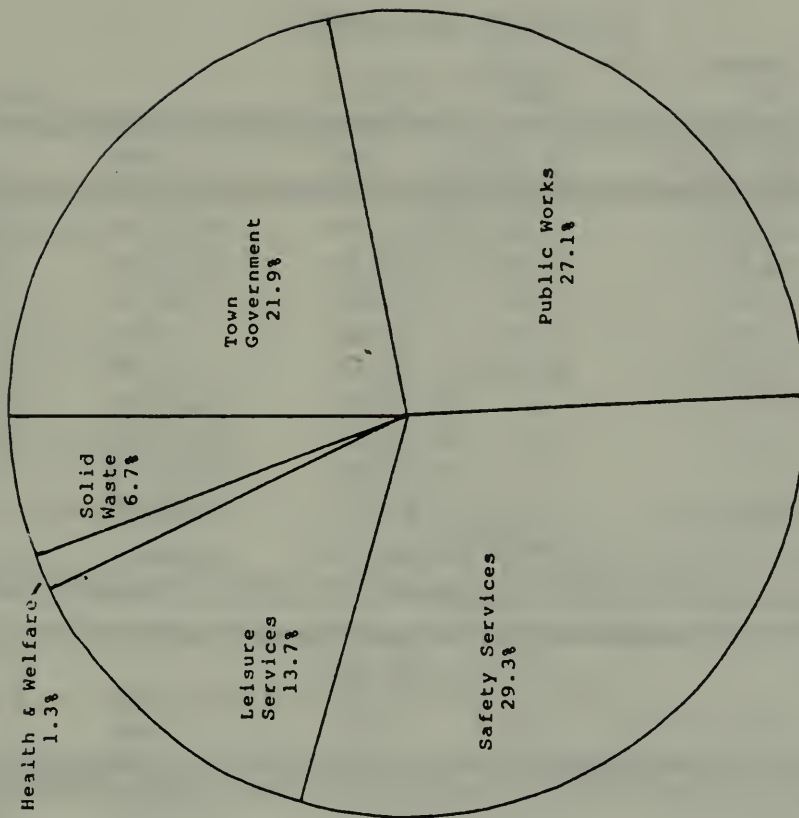 Health & Welfare
1.3%
Solid
Waste
6.7%
Town
Government
21.9%
Leisure
Services
13.7%
Public Works
27.1%
Safety Services
29.3%